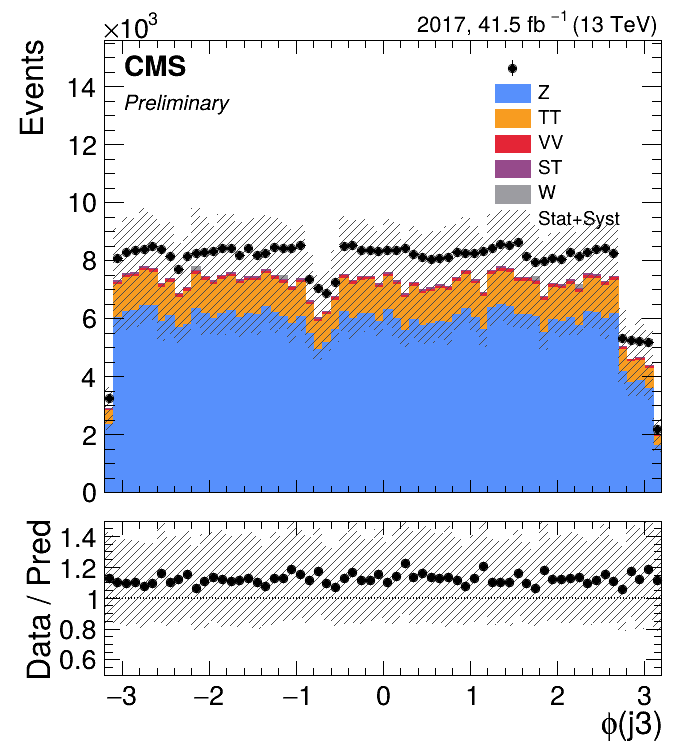 ×10³
2017, 41.5 fb⁻¹ (13 TeV)
Events
CMS
Preliminary
Z
TT
VV
ST
W
Stat+Syst
14
12
10
8
6
4
2
0
Data / Pred
1.4
1.2
1
0.8
0.6
−3 −2 −1 0 1 2 3
ϕ(j3)